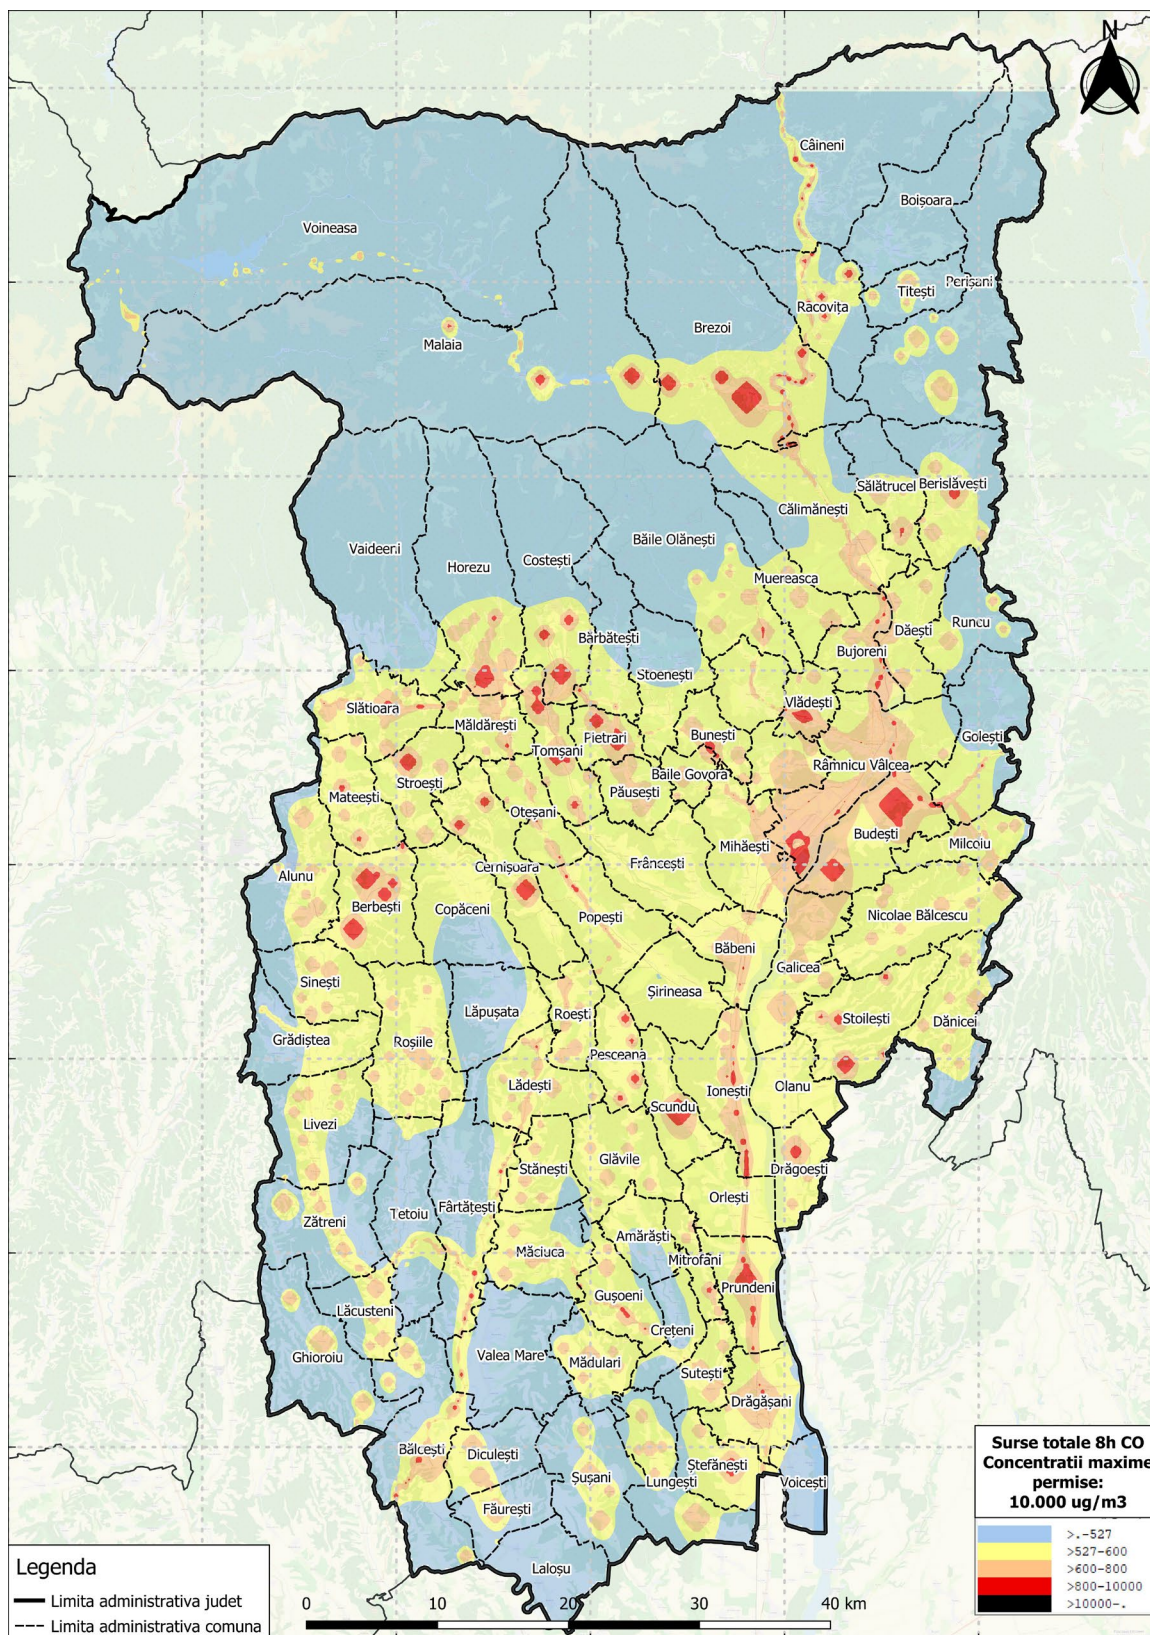 N
Câineni
Boișoara
Voineasa
Perișani
Titești
Racovița
Brezoi
Malaia
Sălătrucel
Berislăvești
Călimănești
Băile Olănești
Vaideeni
Costești
Horezu
Muereasca
Runcu
Dăești
Bărbătești
Bujoreni
Stoenești
Vlădești
Slătioara
Măldărești
Pietrari
Bunești
Golești
Tomșani
Râmnicu Vâlcea
Băile Govora
Stroești
Păusești
Mateești
Oteșani
Budești
Mihăești
Milcoiu
Frâncești
Cernișoara
Alunu
Berbești
Copăceni
Popești
Nicolae Bălcescu
Băbeni
Galicea
Sinești
Șirineasa
Lăpușata
Roești
Stoilești
Dănicei
Grădiștea
Roșiile
Pesceana
Lădești
Ionești
Olanu
Scundu
Livezi
Glăvile
Stănești
Drăgoești
Orlești
Fârtățești
Tetoiu
Zătreni
Amărăști
Măciuca
Mitrofani
Prundeni
Gușoeni
Lăcusteni
Crețeni
Ghioroiu
Valea Mare
Mădulari
Sutești
Drăgășani
Bălcești
Diculești
Ștefănești
Șușani
Lungești
Voicești
Făurești
Lalosu
Surse totale 8h CO
Concentratii maxime
permise:
10.000 ug/m3
>.-527
>527-600
>600-800
>800-10000
>10000-.
Legenda
Limita administrativa judet
Limita administrativa comuna
0 10 20 30 40 km